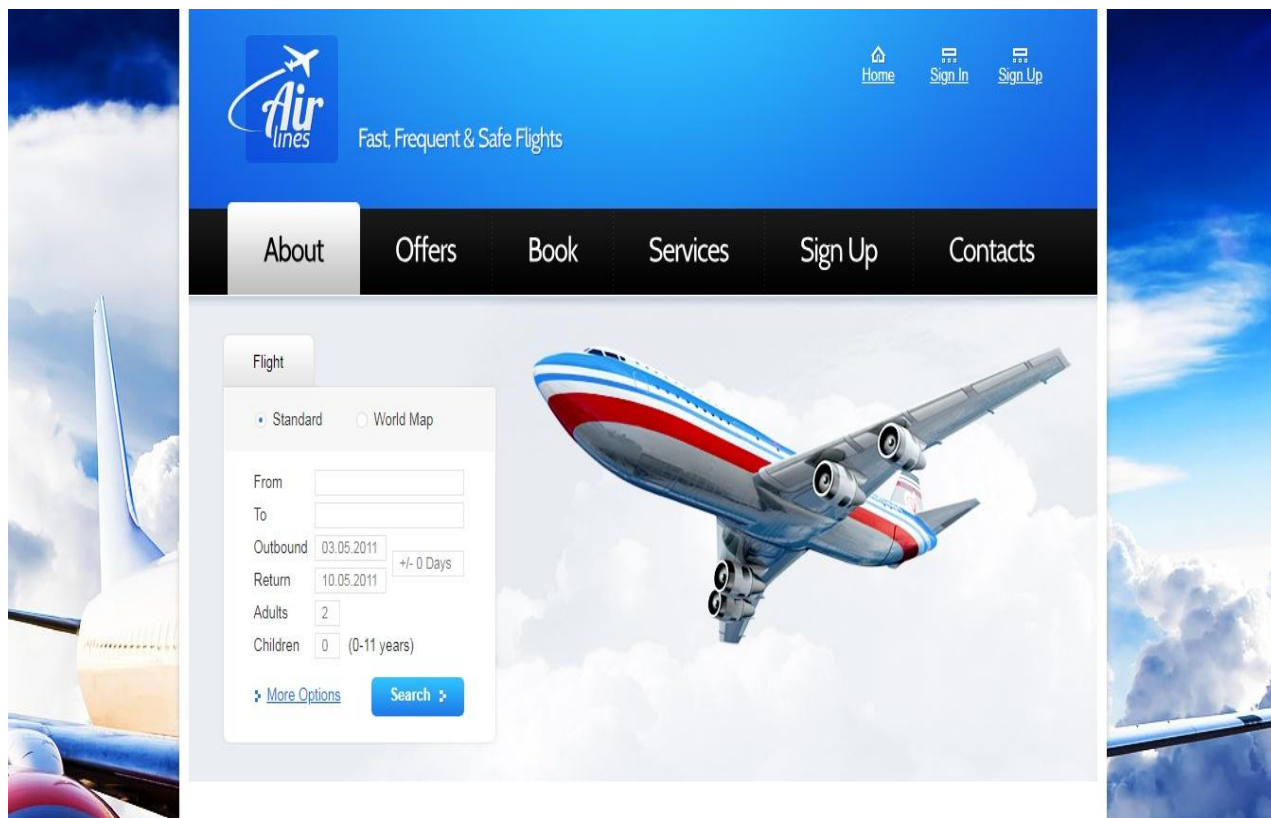 Air
lines
Fast, Frequent & Safe Flights
Home Sign In Sign Up
About Offers Book Services Sign Up Contacts
Flight
Standard World Map
From
To
Outbound 03.05.2011
+/- 0 Days
Return 10.05.2011
Adults 2
Children 0 (0-11 years)
More Options Search